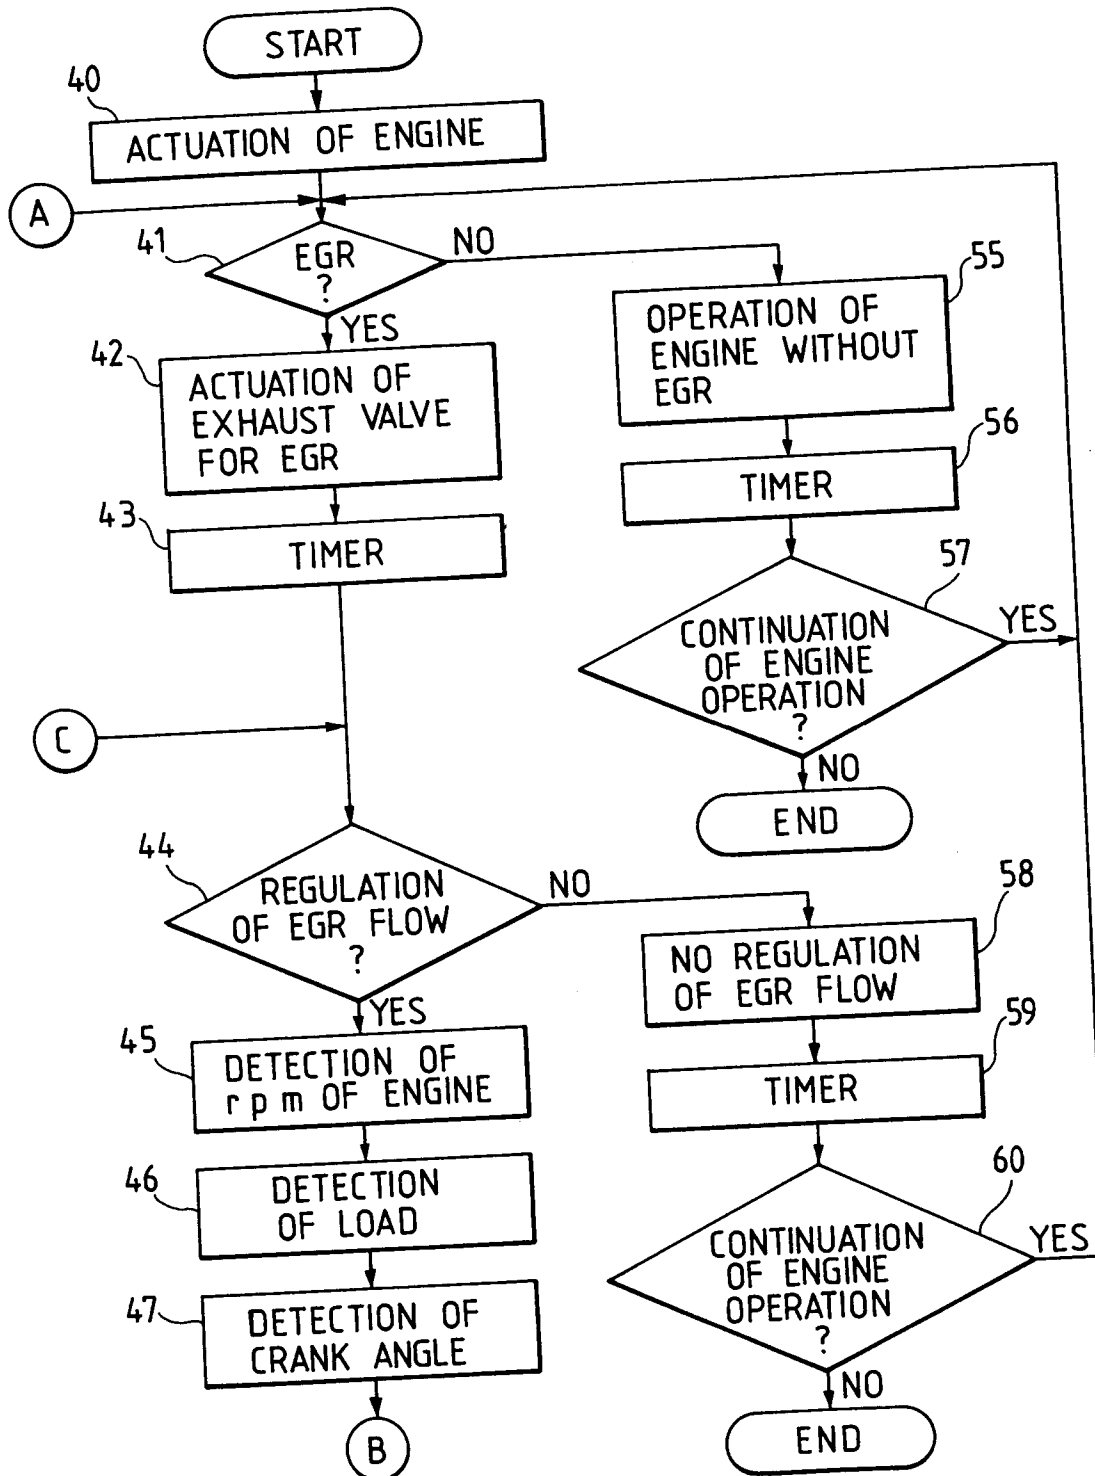 START
40
ACTUATION OF ENGINE
A
41
EGR
?
NO
YES
42
ACTUATION OF
EXHAUST VALVE
FOR EGR
43
TIMER
55
OPERATION OF
ENGINE WITHOUT
EGR
56
TIMER
57
CONTINUATION
OF ENGINE
OPERATION
?
YES
NO
END
C
44
REGULATION
OF EGR FLOW
?
NO
YES
45
DETECTION OF
rpm OF ENGINE
46
DETECTION
OF LOAD
47
DETECTION OF
CRANK ANGLE
B
58
NO REGULATION
OF EGR FLOW
59
TIMER
60
CONTINUATION
OF ENGINE
OPERATION
?
YES
NO
END